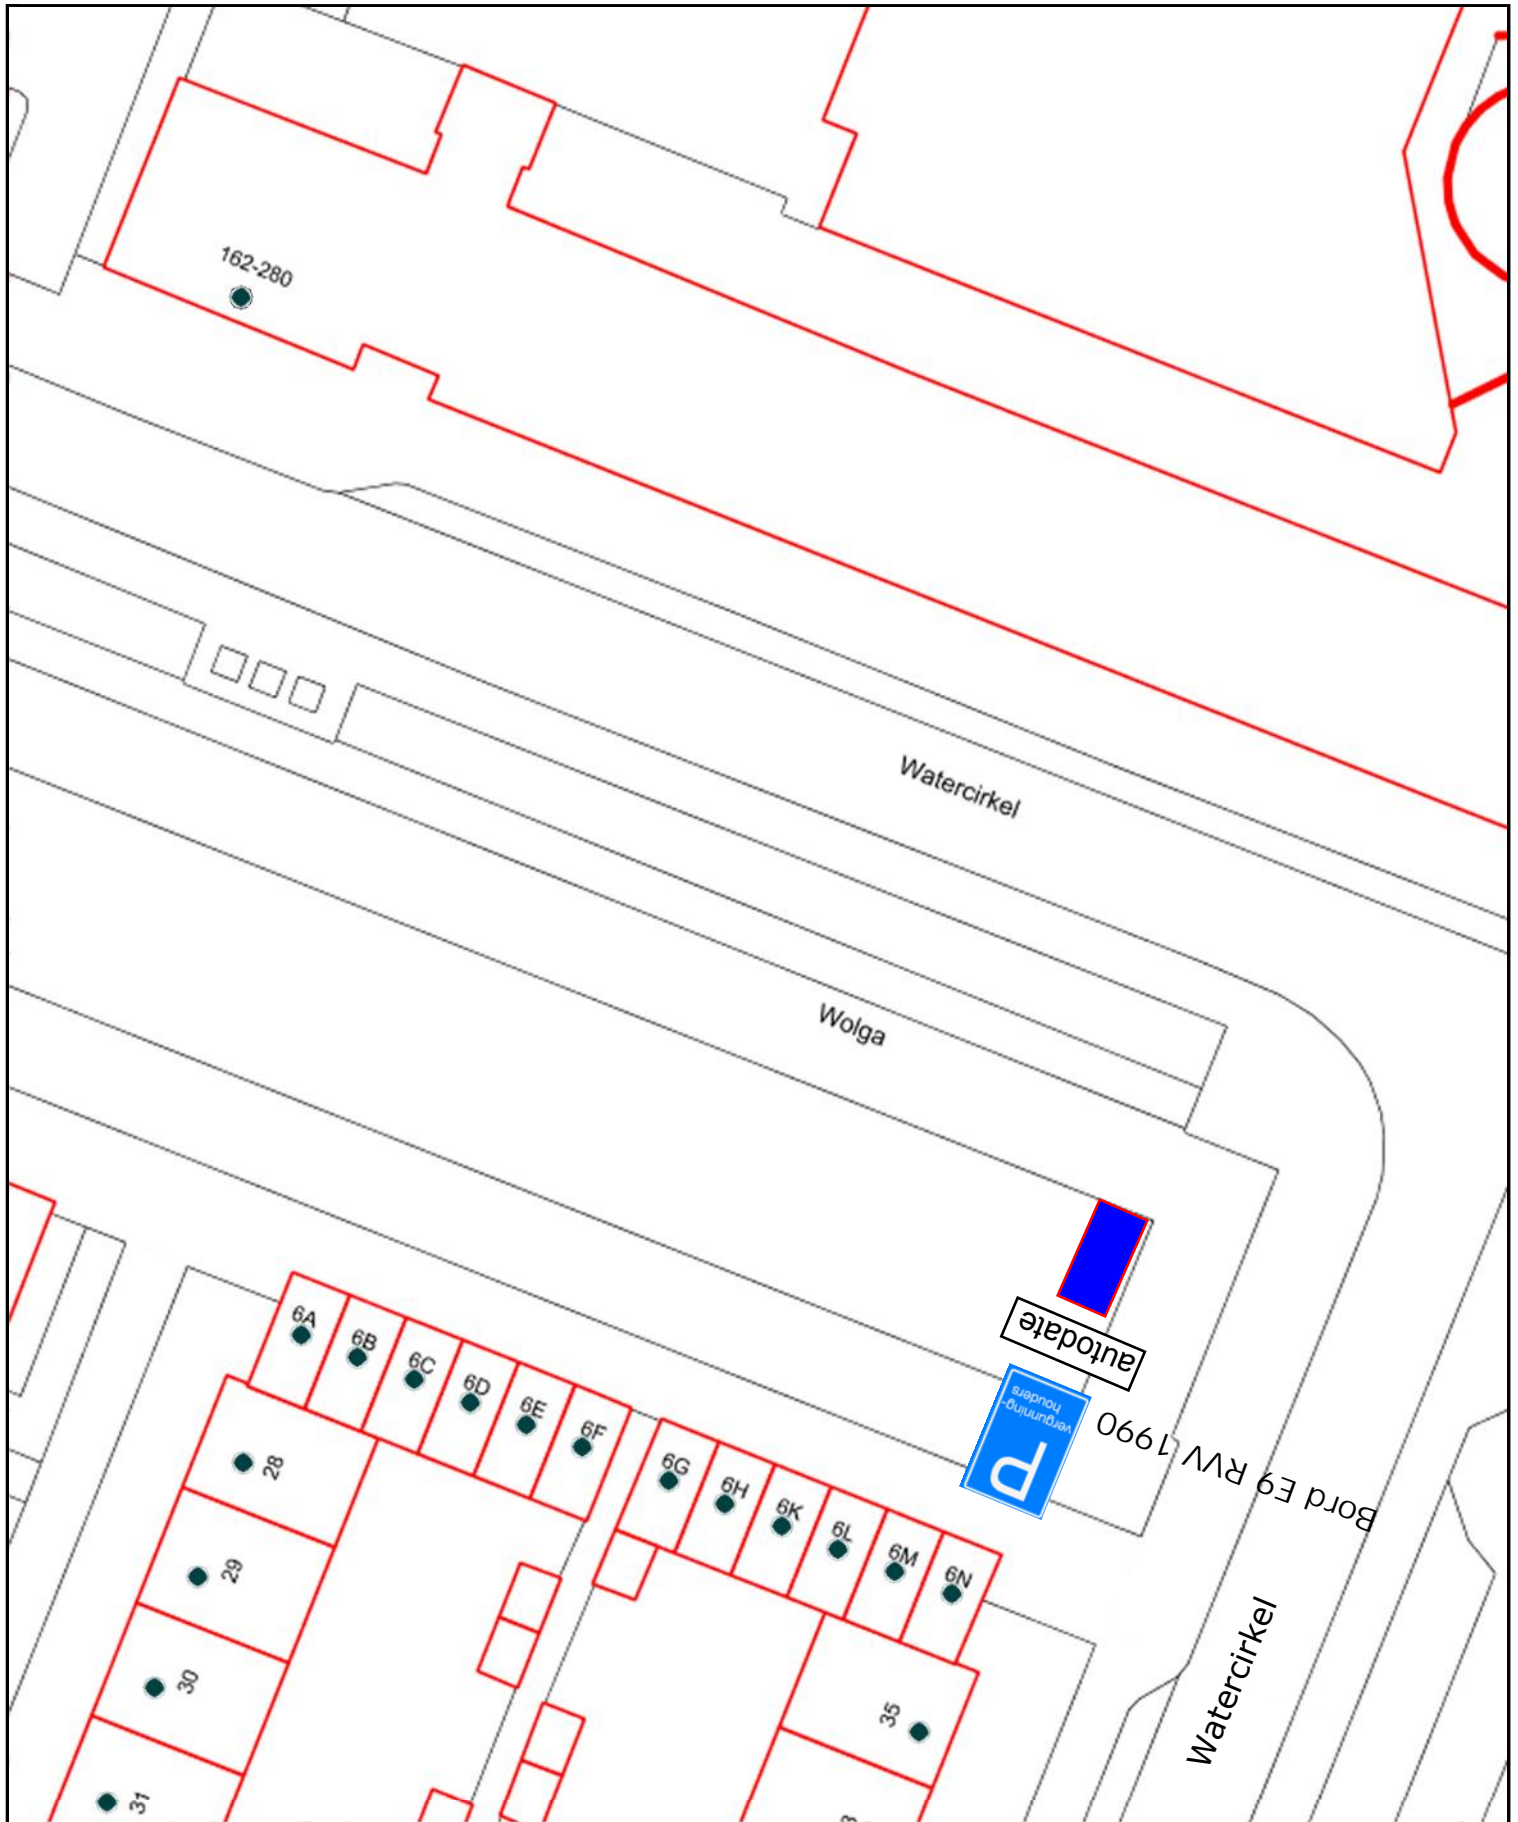 162-280
Watercirkel
Wolga
autodate
vergunning-
houders
P
Bord E9 RVV 1990
6A
6B
6C
6D
6E
6F
6G
6H
6K
6L
6M
6N
28
29
30
31
35
Watercirkel